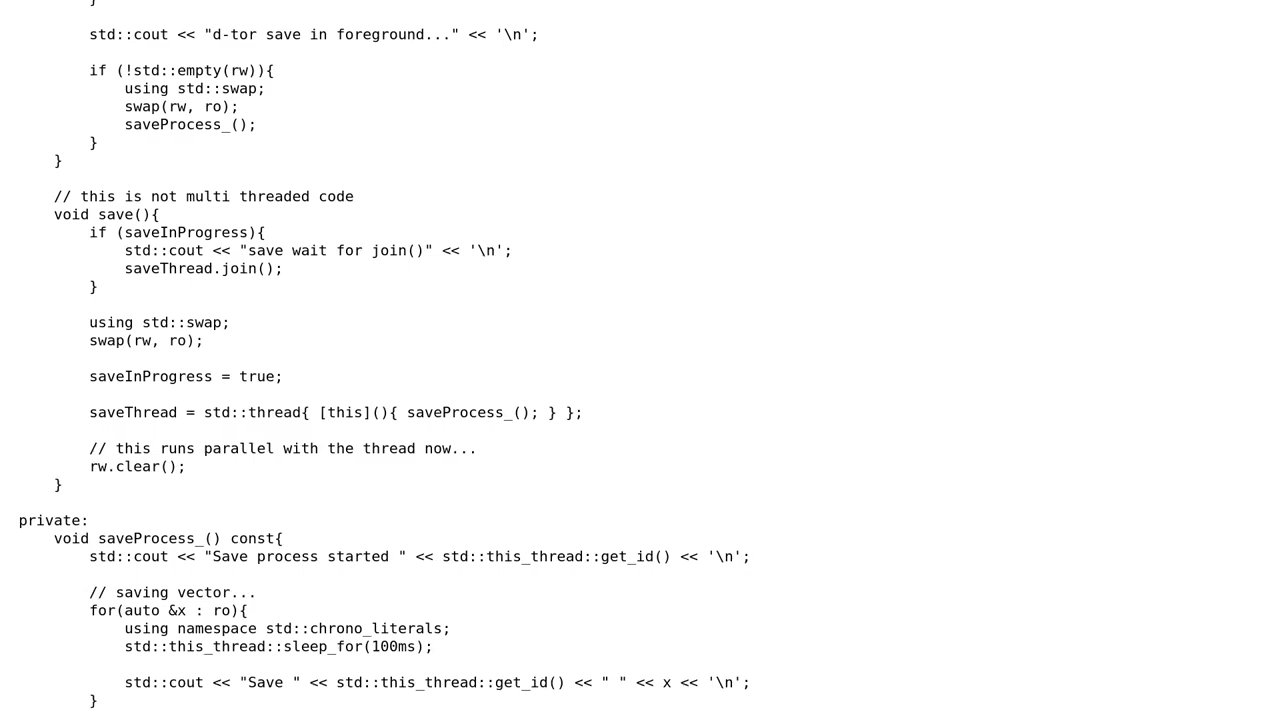 }
std::cout << "d-tor save in foreground..." << '\n';
if (!std::empty(rw)){
using std::swap;
swap(rw, ro);
saveProcess_();
}
}
// this is not multi threaded code
void save(){
if (saveInProgress){
std::cout << "save wait for join()" << '\n';
saveThread.join();
}
using std::swap;
swap(rw, ro);
saveInProgress = true;
saveThread = std::thread{ [this](){ saveProcess_(); } };
// this runs parallel with the thread now...
rw.clear();
}
private:
void saveProcess_() const{
std::cout << "Save process started " << std::this_thread::get_id() << '\n';
// saving vector...
for(auto &x : ro){
using namespace std::chrono_literals;
std::this_thread::sleep_for(100ms);
std::cout << "Save " << std::this_thread::get_id() << " " << x << '\n';
}